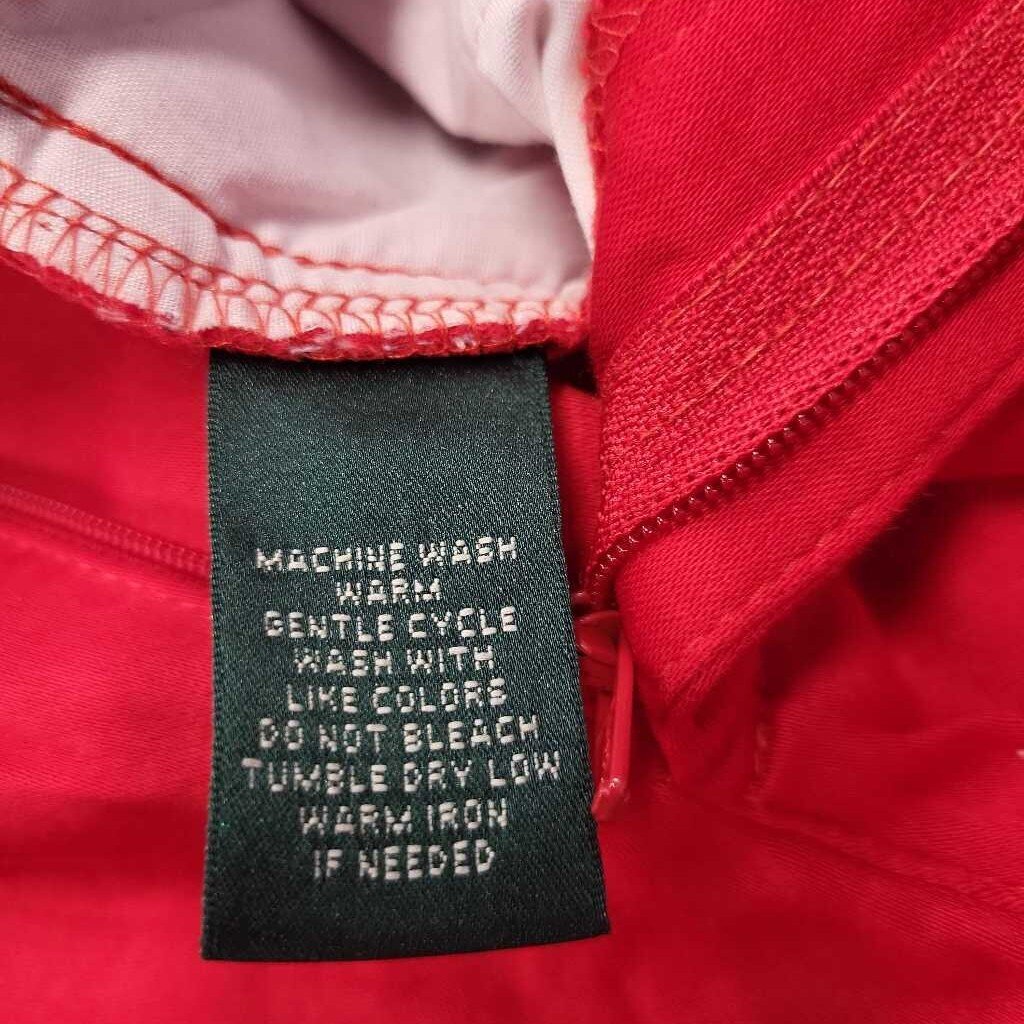 MACHINE WASH
WARM
GENTLE CYCLE
WASH WITH
LIKE COLORS
DO NOT BLEACH
TUMBLE DRY LOW
WARM IRON
IF NEEDED